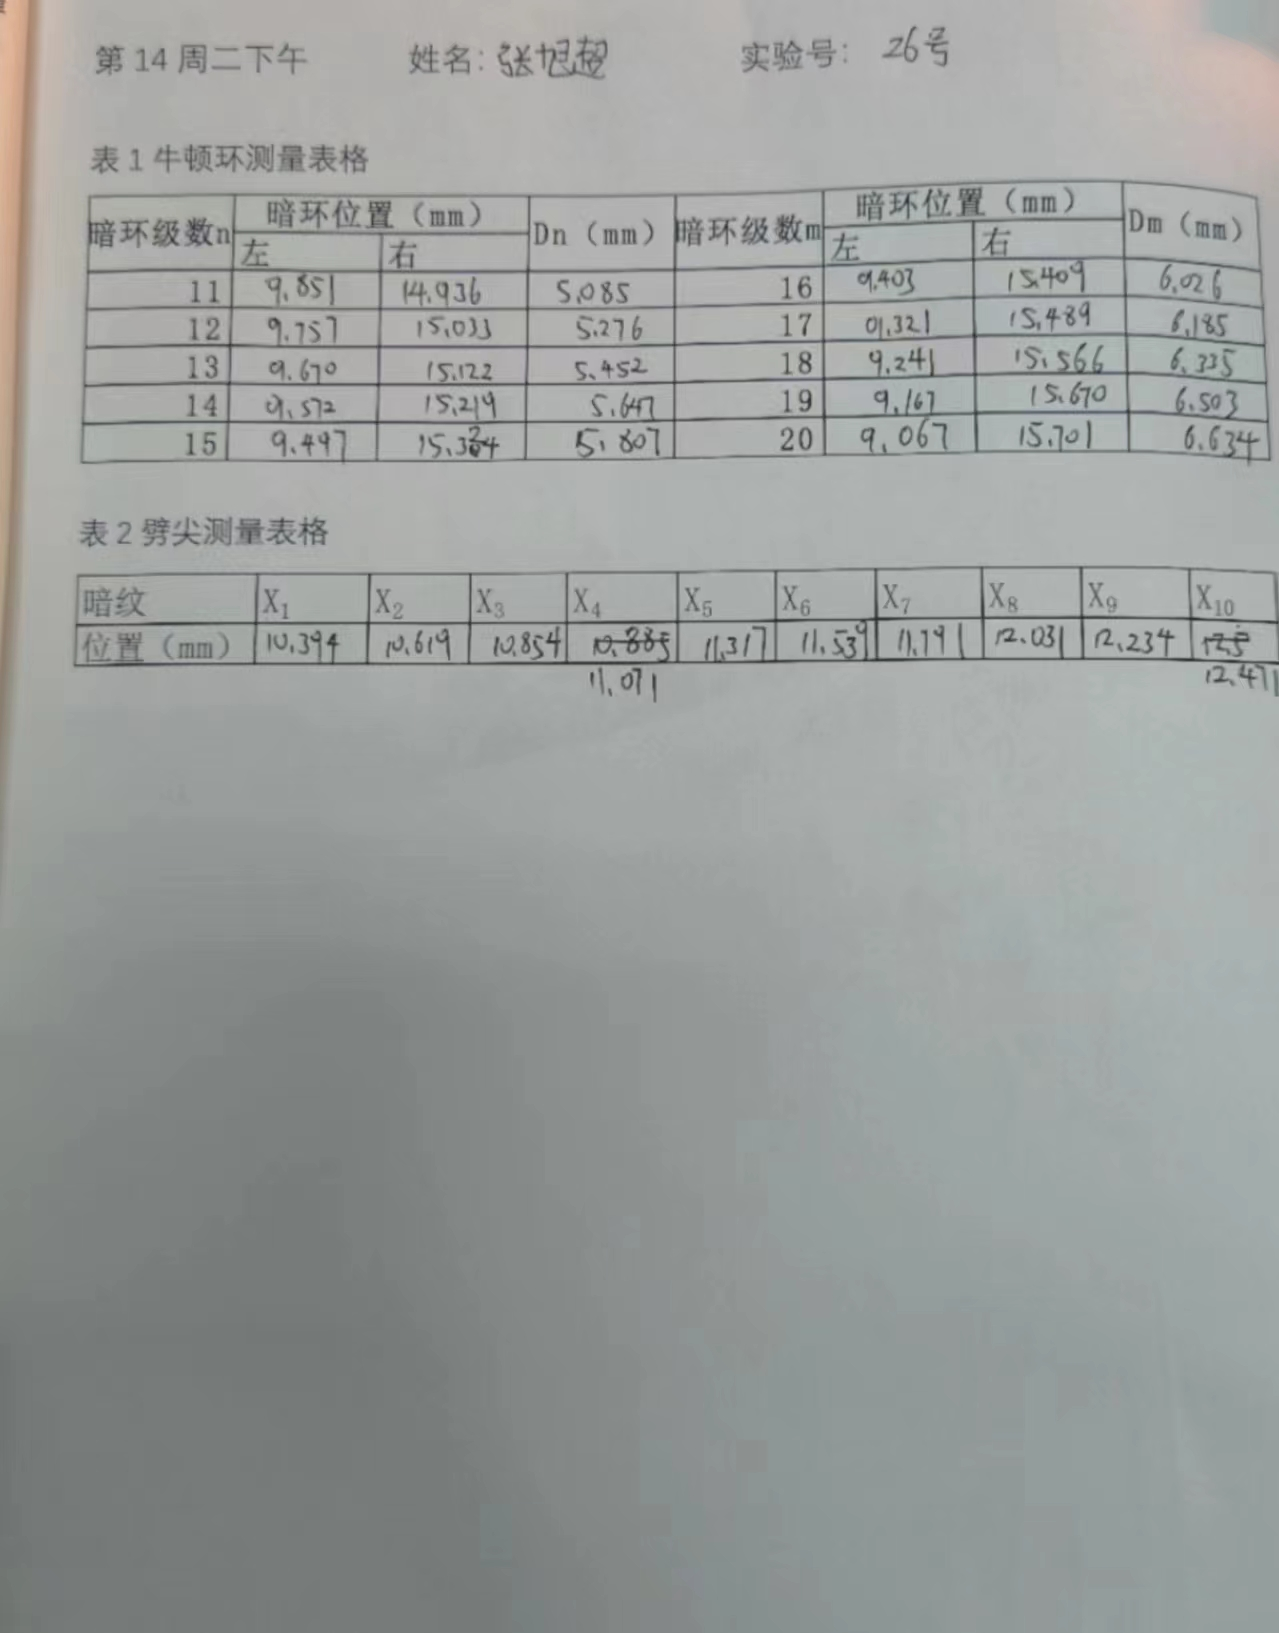 第 14 周二下午 姓名：张旭超 实验号： 26号
表 1 牛顿环测量表格
暗环级数n 暗环位置（mm） Dn（mm） 暗环级数m 暗环位置（mm） Dm（mm）
左 右 左 右
11 9.851 14.936 5.085 16 9.403 15.409 6.026
12 9.757 15.033 5.276 17 9.321 15.489 6.185
13 9.670 15.122 5.452 18 9.241 15.566 6.335
14 9.572 15.219 5.647 19 9.167 15.670 6.503
15 9.497 15.304 5.807 20 9.067 15.701 6.634
表 2 劈尖测量表格
暗纹 X1 X2 X3 X4 X5 X6 X7 X8 X9 X10
位置（mm） 10.394 10.619 10.854 10.885 11.317 11.539 11.791 12.031 12.234 12.5
11.071 12.471